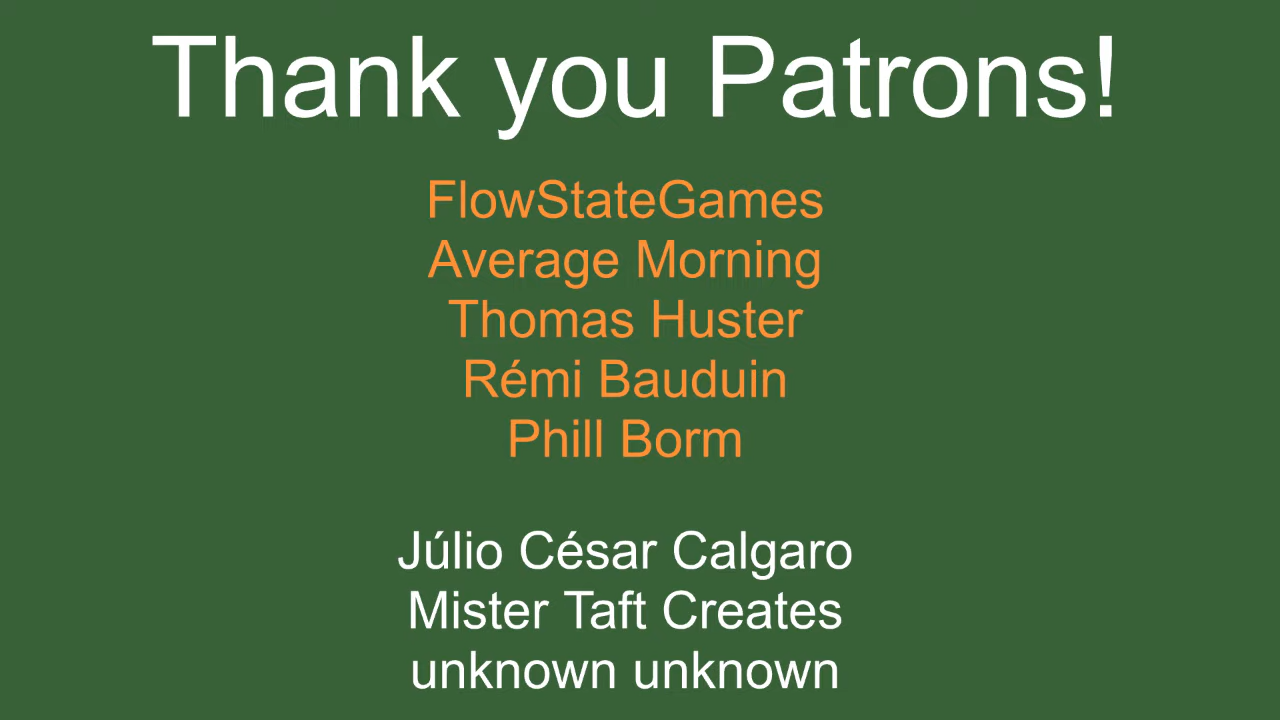 Thank you Patrons!
FlowStateGames
Average Morning
Thomas Huster
Rémi Bauduin
Phill Borm
Júlio César Calgaro
Mister Taft Creates
unknown unknown